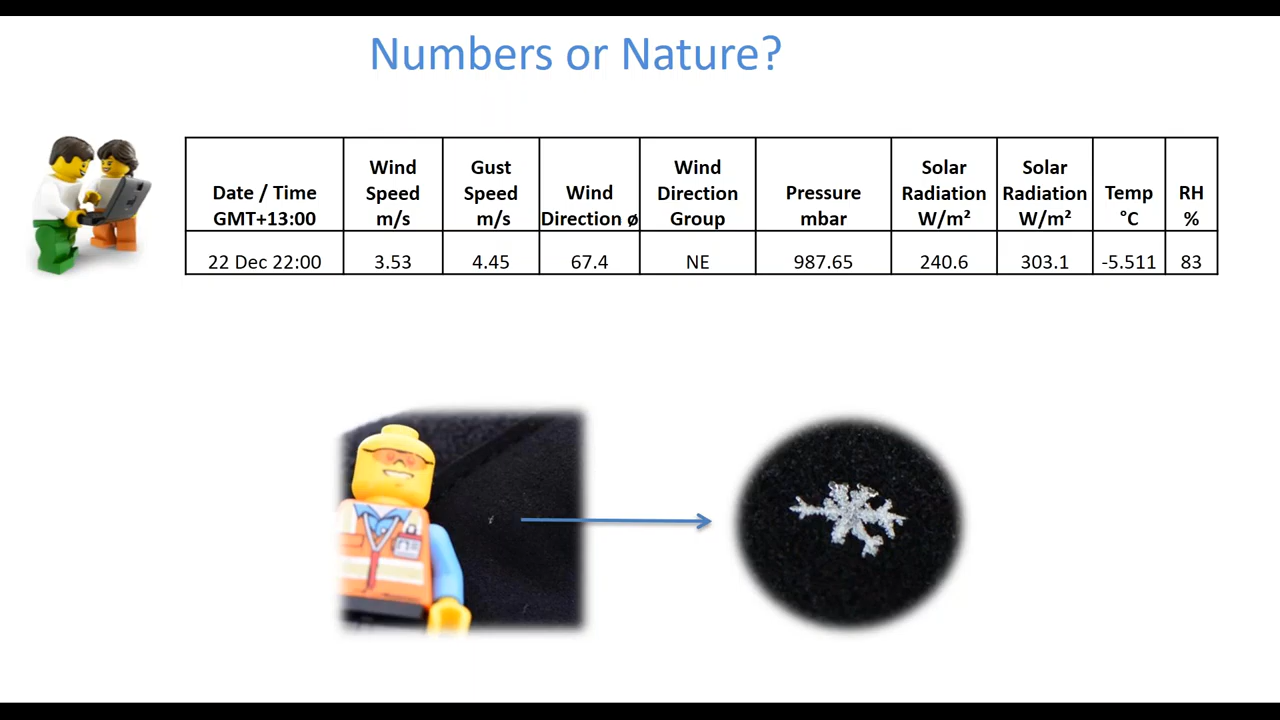 Numbers or Nature?
Date / Time
GMT+13:00
Wind
Speed
m/s
Gust
Speed
m/s
Wind
Direction ø
Wind
Direction
Group
Pressure
mbar
Solar
Radiation
W/m²
Solar
Radiation
W/m²
Temp
°C
RH
%
22 Dec 22:00
3.53
4.45
67.4
NE
987.65
240.6
303.1
-5.511
83